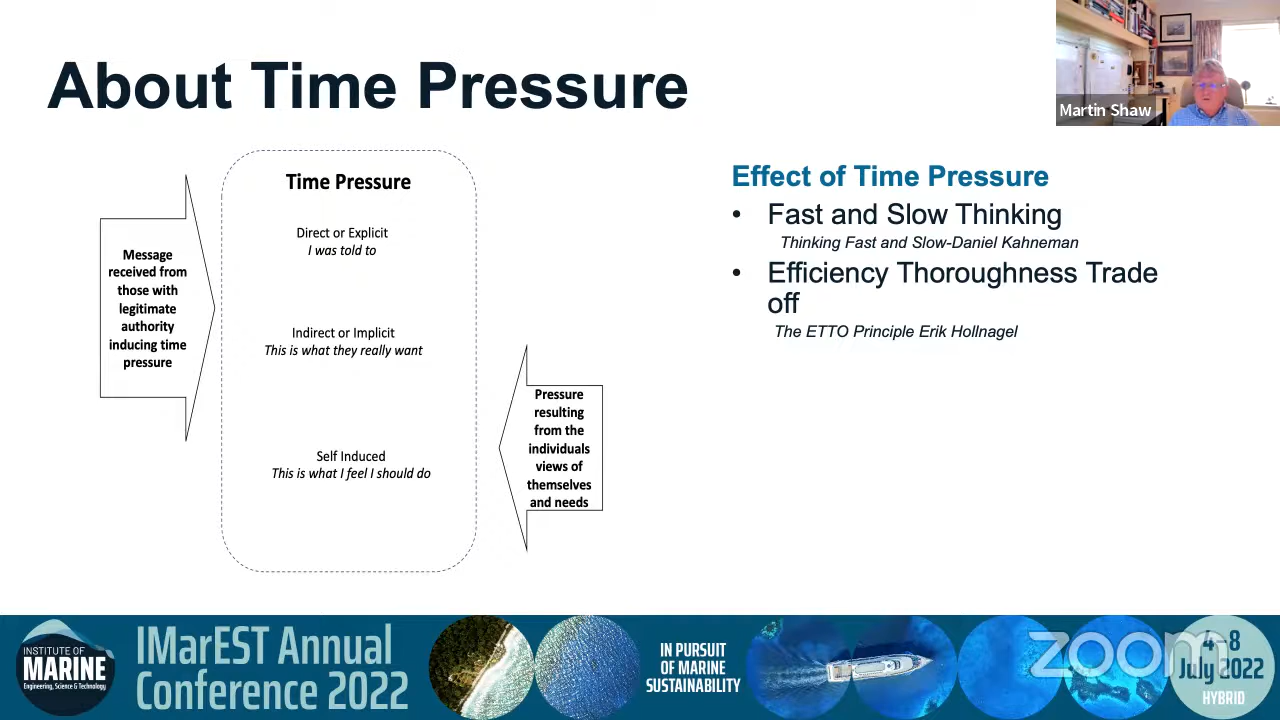 About Time Pressure
Martin Shaw
Time Pressure
Direct or Explicit
I was told to
Indirect or Implicit
This is what they really want
Self Induced
This is what I feel I should do
Message
received from
those with
legitimate
authority
inducing time
pressure
Pressure
resulting
from the
individuals
views of
themselves
and needs
Effect of Time Pressure
• Fast and Slow Thinking
Thinking Fast and Slow-Daniel Kahneman
• Efficiency Thoroughness Trade
off
The ETTO Principle Erik Hollnagel
INSTITUTE OF
MARINE
Engineering, Science & Technology
IMarEST Annual
Conference 2022
IN PURSUIT
OF MARINE
SUSTAINABILITY
zoom
4–8
July 2022
HYBRID